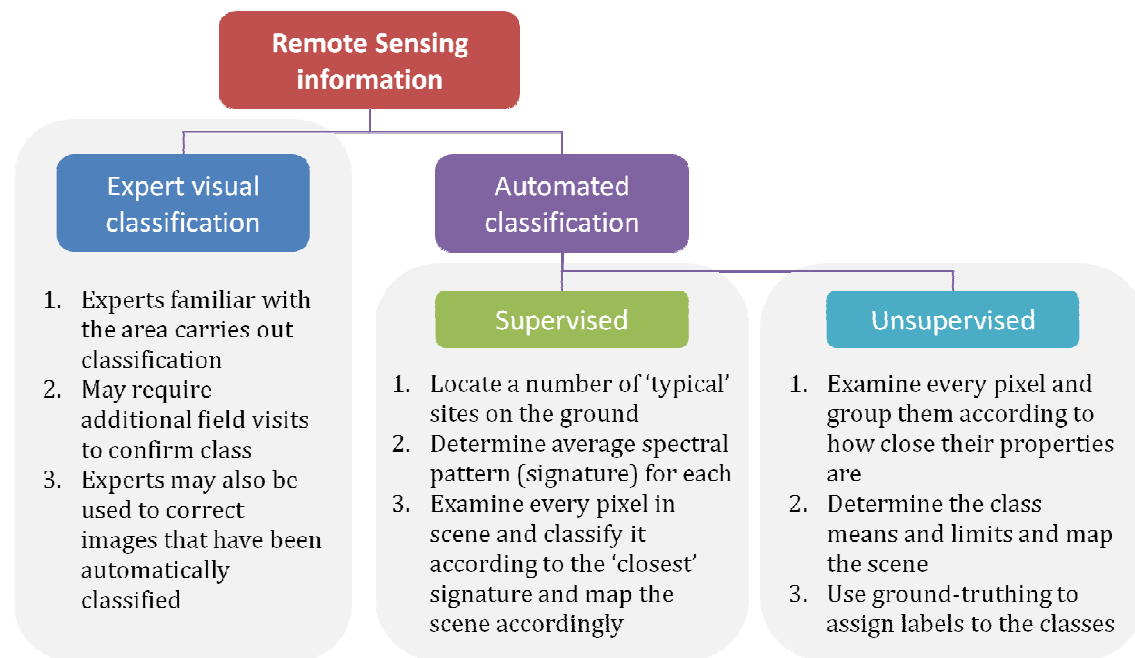 Remote Sensing
information
Expert visual
classification
1. Experts familiar with
the area carries out
classification
2. May require
additional field visits
to confirm class
3. Experts may also be
used to correct
images that have been
automatically
classified
Automated
classification
Supervised
1. Locate a number of ‘typical’
sites on the ground
2. Determine average spectral
pattern (signature) for each
3. Examine every pixel in
scene and classify it
according to the ‘closest’
signature and map the
scene accordingly
Unsupervised
1. Examine every pixel and
group them according to
how close their properties
are
2. Determine the class
means and limits and map
the scene
3. Use ground-truthing to
assign labels to the classes